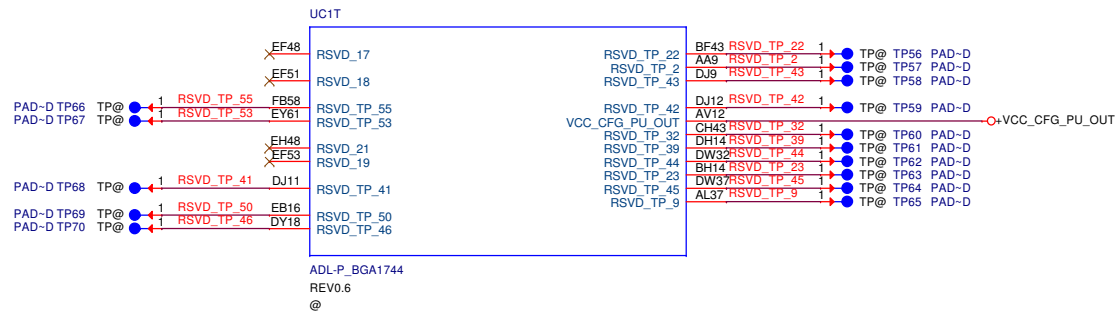 UC1T
EF48 RSVD_17
EF51 RSVD_18
PAD~D TP66 TP@ 1 RSVD_TP_55 FB58 RSVD_TP_55
PAD~D TP67 TP@ 1 RSVD_TP_53 EY61 RSVD_TP_53
EH48 RSVD_21
EF53 RSVD_19
PAD~D TP68 TP@ 1 RSVD_TP_41 DJ11 RSVD_TP_41
PAD~D TP69 TP@ 1 RSVD_TP_50 EB16 RSVD_TP_50
PAD~D TP70 TP@ 1 RSVD_TP_46 DY18 RSVD_TP_46
RSVD_TP_22 BF43 RSVD_TP_22 1 TP@ TP56 PAD~D
RSVD_TP_2 AA9 RSVD_TP_2 1 TP@ TP57 PAD~D
RSVD_TP_43 DJ9 RSVD_TP_43 1 TP@ TP58 PAD~D
RSVD_TP_42 DJ12 RSVD_TP_42 1 TP@ TP59 PAD~D
VCC_CFG_PU_OUT AV12 +VCC_CFG_PU_OUT
RSVD_TP_32 CH43 RSVD_TP_32 1 TP@ TP60 PAD~D
RSVD_TP_39 DH14 RSVD_TP_39 1 TP@ TP61 PAD~D
RSVD_TP_44 DW32 RSVD_TP_44 1 TP@ TP62 PAD~D
RSVD_TP_23 BH14 RSVD_TP_23 1 TP@ TP63 PAD~D
RSVD_TP_45 DW37 RSVD_TP_45 1 TP@ TP64 PAD~D
RSVD_TP_9 AL37 RSVD_TP_9 1 TP@ TP65 PAD~D
ADL-P_BGA1744
REV0.6
@